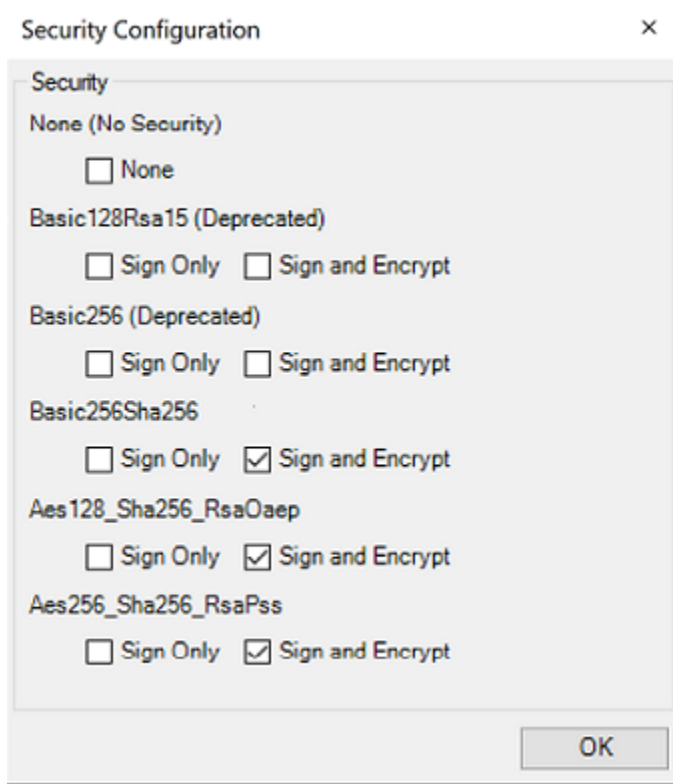 Security Configuration
Security
None (No Security)
None
Basic128Rsa15 (Deprecated)
Sign Only Sign and Encrypt
Basic256 (Deprecated)
Sign Only Sign and Encrypt
Basic256Sha256
Sign Only Sign and Encrypt
Aes128_Sha256_RsaOaep
Sign Only Sign and Encrypt
Aes256_Sha256_RsaPss
Sign Only Sign and Encrypt
OK